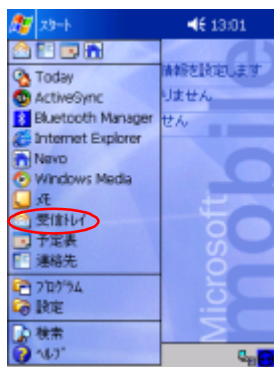 スタート 13:01
Today
ActiveSync
Bluetooth Manager
Internet Explorer
Nevo
Windows Media
メモ
受信トレイ
予定表
連絡先
プログラム
設定
検索
ヘルプ
情報を設定します
りません
せん
Microsoft
mobile